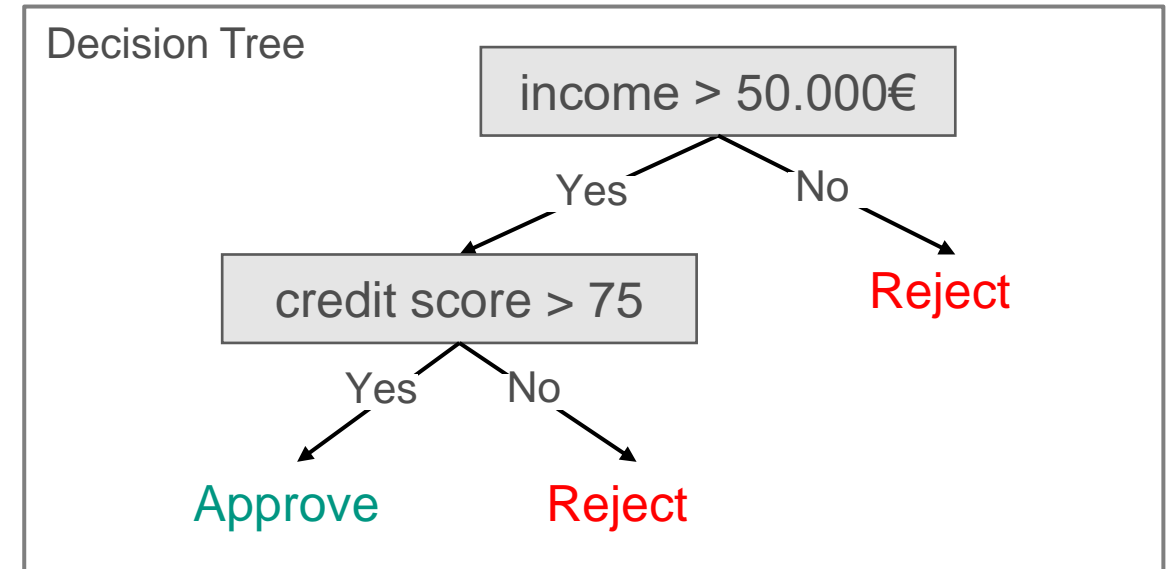 Decision Tree
income > 50.000€
Yes
No
credit score > 75
Reject
Yes
No
Approve
Reject